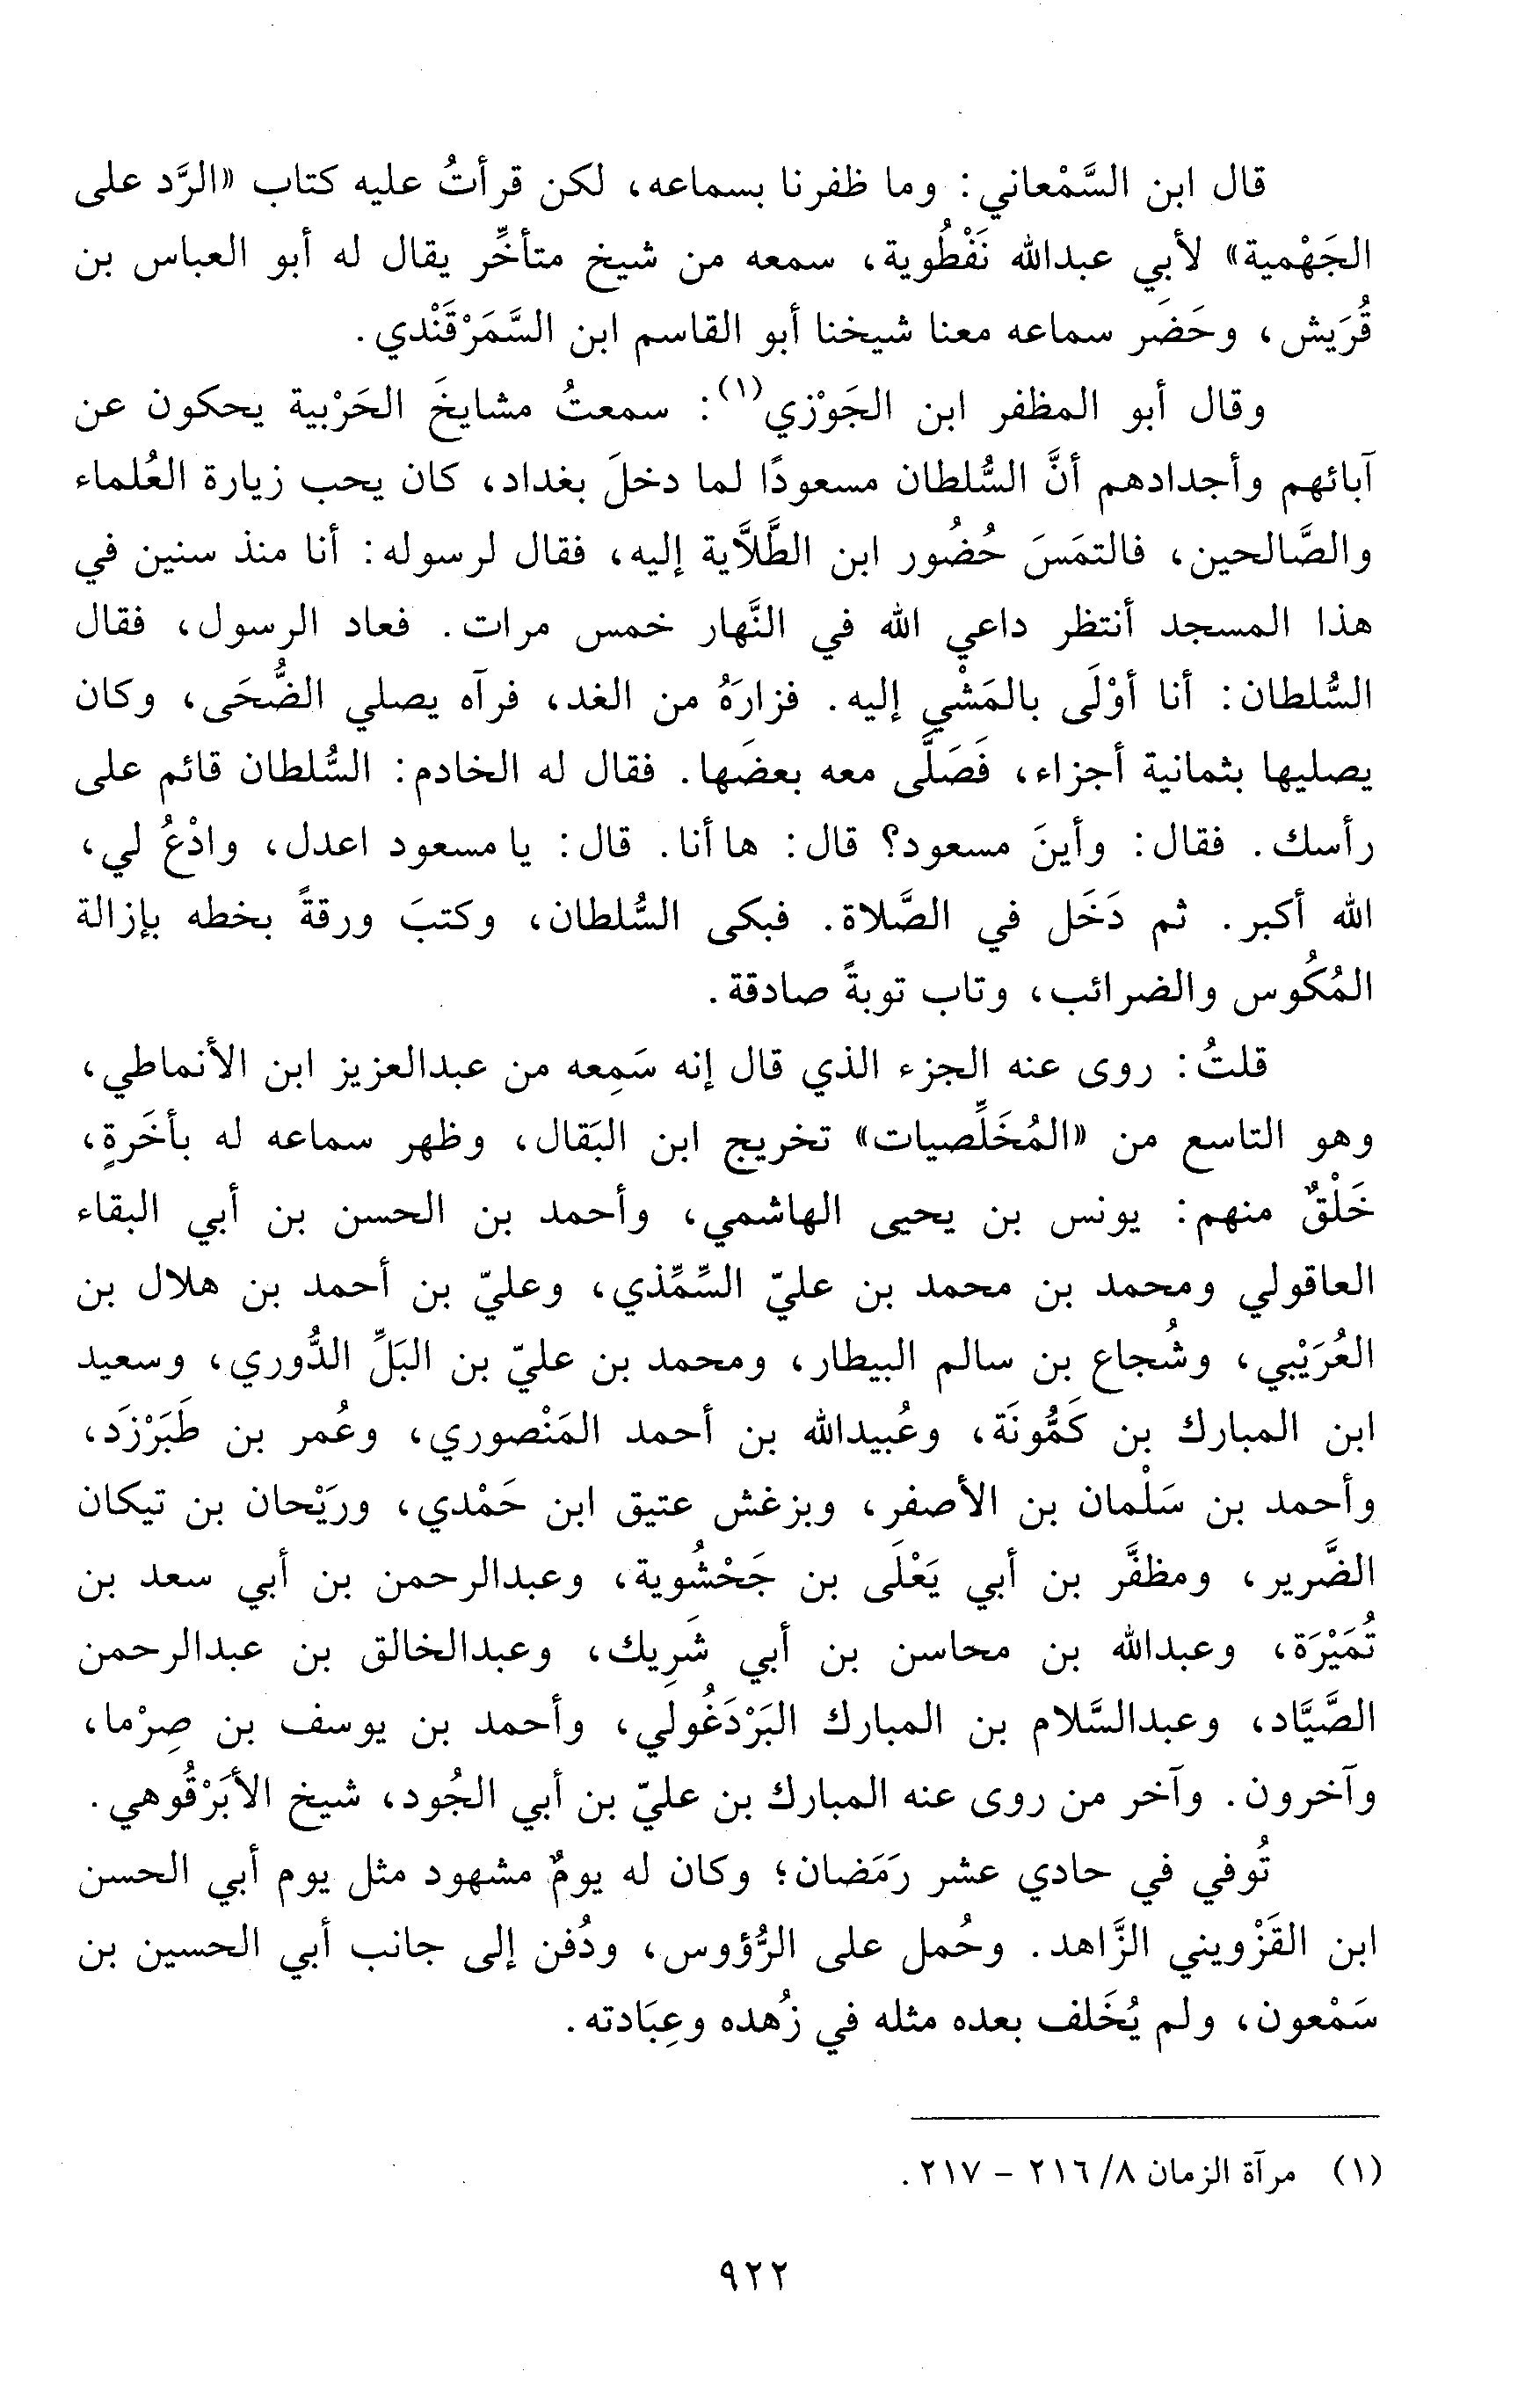 قال ابن السَّمْعاني: وما ظفرنا بسماعه، لكن قرأتُ عليه كتاب «الرَّد على
الجَهْمية» لأبي عبدالله نَفْطُوية، سمعه من شيخ متأخِّر يقال له أبو العباس بن
قُرَيش، وحَضَر سماعه معنا شيخنا أبو القاسم ابن السَّمَرْقَنْدي.
وقال أبو المظفر ابن الجَوْزي(١): سمعتُ مشايخَ الحَرْبية يحكون عن
آبائهم وأجدادهم أنَّ السُّلطان مسعودًا لما دخلَ بغداد، كان يحب زيارة العُلماء
والصَّالحين، فالتمَسَ حُضُور ابن الطَّلاَّية إليه، فقال لرسوله: أنا منذ سنين في
هذا المسجد أنتظر داعي الله في النَّهار خمس مرات. فعاد الرسول، فقال
السُّلطان: أنا أوْلَى بالمَشْي إليه. فزارَهُ من الغد، فرآه يصلي الضُّحَى، وكان
يصليها بثمانية أجزاء، فَصَلَّى معه بعضَها. فقال له الخادم: السُّلطان قائم على
رأسك. فقال: وأينَ مسعود؟ قال: ها أنا. قال: يا مسعود اعدل، وادْعُ لي،
الله أكبر. ثم دَخَل في الصَّلاة. فبكى السُّلطان، وكتبَ ورقةً بخطه بإزالة
المُكُوس والضرائب، وتاب توبةً صادقة.
قلتُ: روى عنه الجزء الذي قال إنه سَمِعه من عبدالعزيز ابن الأنماطي،
وهو التاسع من «المُخَلِّصيات» تخريج ابن البَقال، وظهر سماعه له بأخَرةٍ،
خَلْقٌ منهم: يونس بن يحيى الهاشمي، وأحمد بن الحسن بن أبي البقاء
العاقولي ومحمد بن محمد بن عليّ السِّمِّذي، وعليّ بن أحمد بن هلال بن
العُرَيْبي، وشُجاع بن سالم البيطار، ومحمد بن عليّ بن البَلِّ الدُّوري، وسعيد
ابن المبارك بن كَمُّونَة، وعُبيدالله بن أحمد المَنْصوري، وعُمر بن طَبَرْزَد،
وأحمد بن سَلْمان بن الأصفر، وبزغش عتيق ابن حَمْدي، ورَيْحان بن تيكان
الضَّرير، ومظفَّر بن أبي يَعْلَى بن جَحْشُوية، وعبدالرحمن بن أبي سعد بن
تُمَيْرَة، وعبدالله بن محاسن بن أبي شَرِيك، وعبدالخالق بن عبدالرحمن
الصَّيَّاد، وعبدالسَّلام بن المبارك البَرْدَغُولي، وأحمد بن يوسف بن صِرْما،
وآخرون. وآخر من روى عنه المبارك بن عليّ بن أبي الجُود، شيخ الأبَرْقُوهي.
تُوفي في حادي عشر رَمَضان؛ وكان له يومٌ مشهود مثل يوم أبي الحسن
ابن القَزْويني الزَّاهد. وحُمل على الرُّؤوس، ودُفن إلى جانب أبي الحسين بن
سَمْعون، ولم يُخَلف بعده مثله في زُهده وعِبَادته.
(١) مرآة الزمان ٨/ ٢١٦ - ٢١٧.
٩٢٢